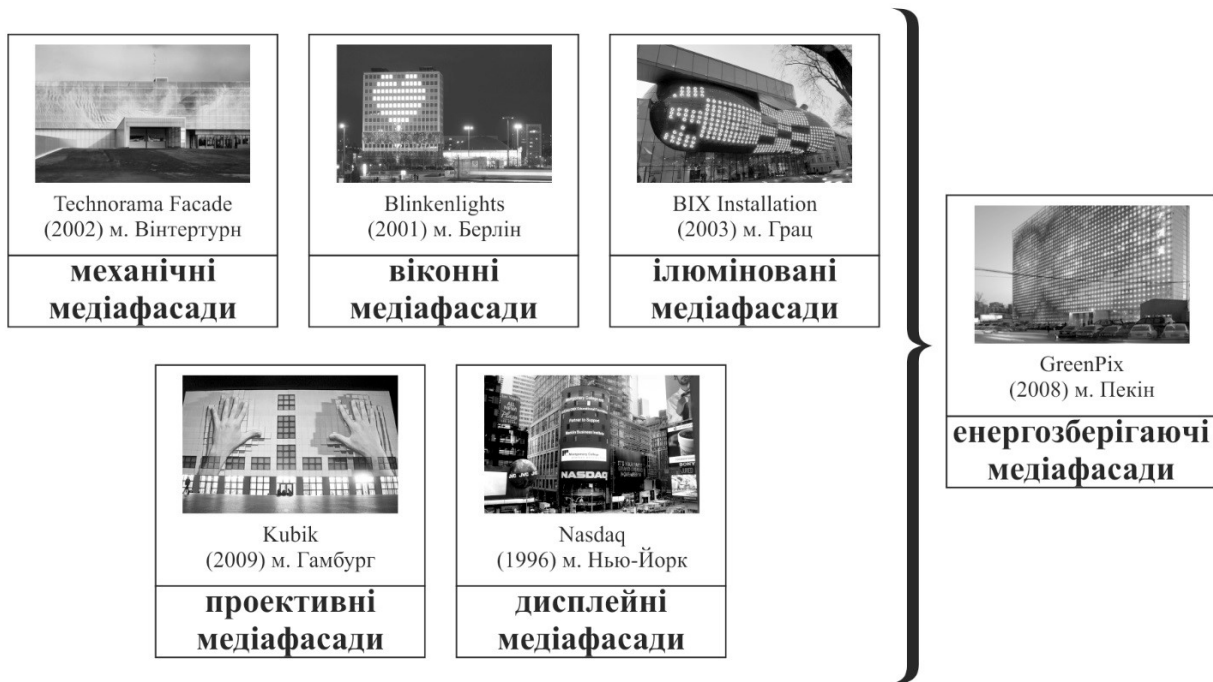 Technorama Facade
(2002) м. Вінтертурн
механічні
медіафасади
Blinkenlights
(2001) м. Берлін
віконні
медіафасади
BIX Installation
(2003) м. Грац
ілюміновані
медіафасади
Kubik
(2009) м. Гамбург
проективні
медіафасади
NASDAQ
Nasdaq
(1996) м. Нью-Йорк
дисплейні
медіафасади
GreenPix
(2008) м. Пекін
енергозберігаючі
медіафасади